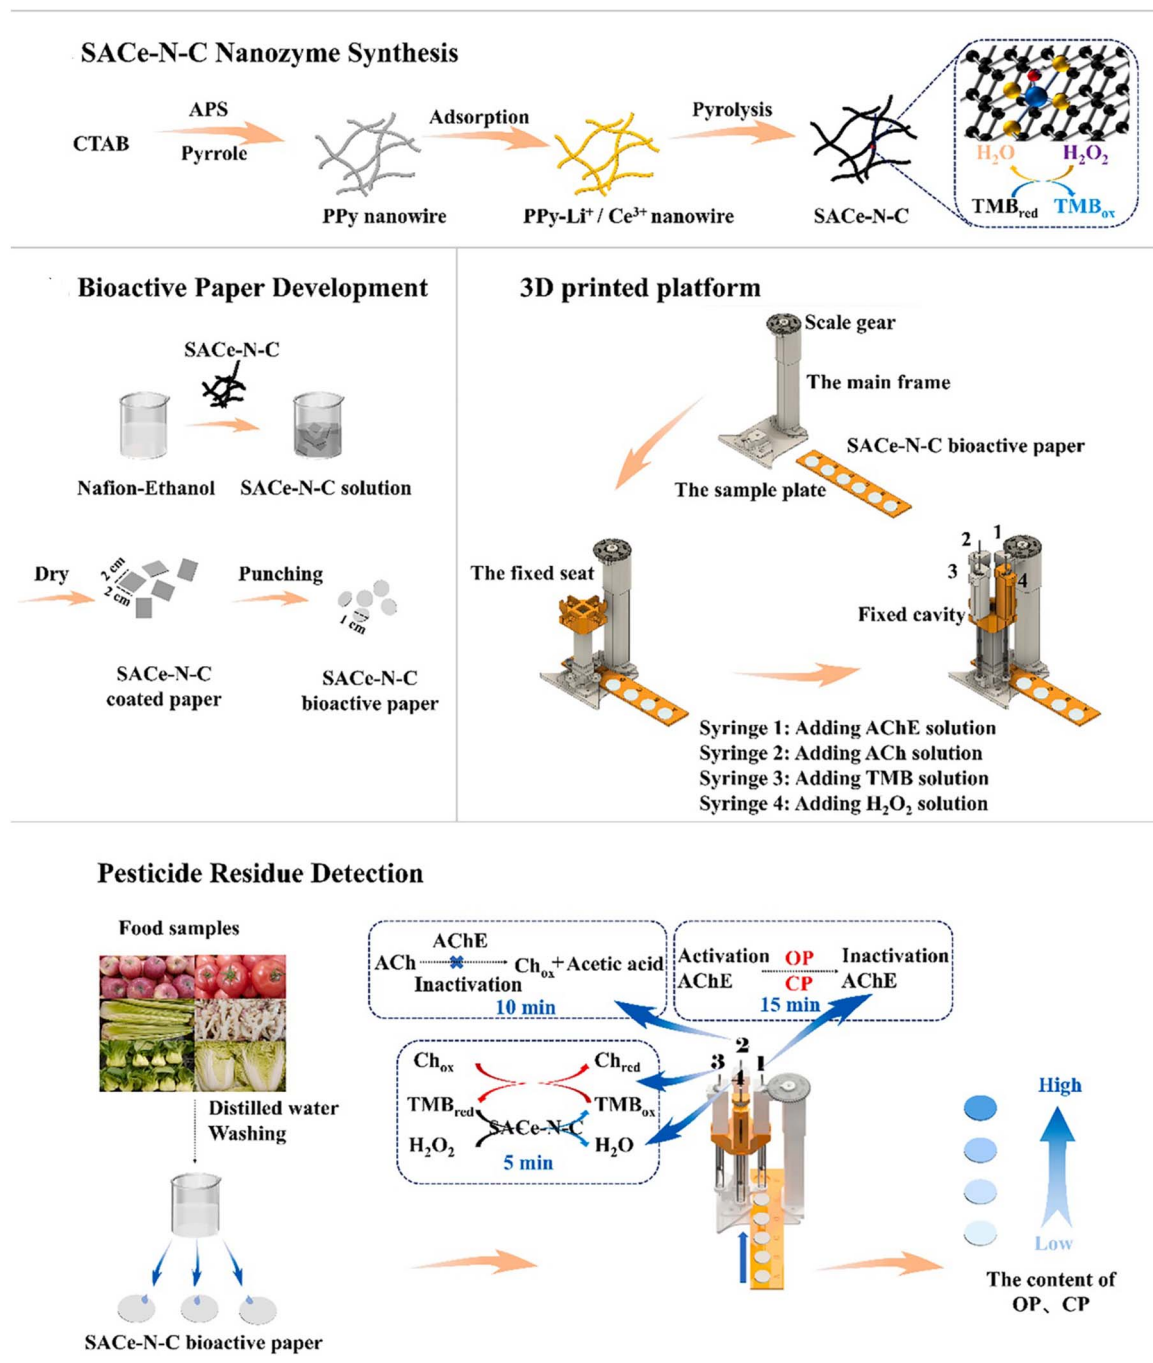 SACe-N-C Nanozyme Synthesis
CTAB
APS
Pyrrole
PPy nanowire
Adsorption
PPy-Li⁺ / Ce³⁺ nanowire
Pyrolysis
SACe-N-C
H₂O
H₂O₂
TMBred
TMBox
Bioactive Paper Development
SACe-N-C
Nafion-Ethanol
SACe-N-C solution
Dry
2 cm
2 cm
Punching
1 cm
SACe-N-C
coated paper
SACe-N-C
bioactive paper
3D printed platform
Scale gear
The main frame
SACe-N-C bioactive paper
The sample plate
The fixed seat
1
2
3
4
Fixed cavity
Syringe 1: Adding AChE solution
Syringe 2: Adding ACh solution
Syringe 3: Adding TMB solution
Syringe 4: Adding H₂O₂ solution
Pesticide Residue Detection
Food samples
Distilled water
Washing
SACe-N-C bioactive paper
AChE
ACh
Chox + Acetic acid
Inactivation
10 min
Activation
AChE
OP
CP
15 min
Inactivation
AChE
Chox
Chred
TMBred
TMBox
SACe-N-C
H₂O₂
H₂O
5 min
2
3
1
4
High
Low
The content of
OP、CP